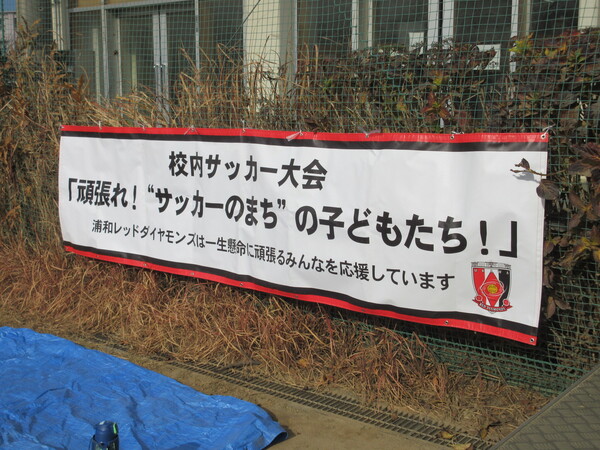 校内サッカー大会
「頑張れ！“サッカーのまち”の子どもたち！」
浦和レッドダイヤモンズは一生懸命に頑張るみんなを応援しています